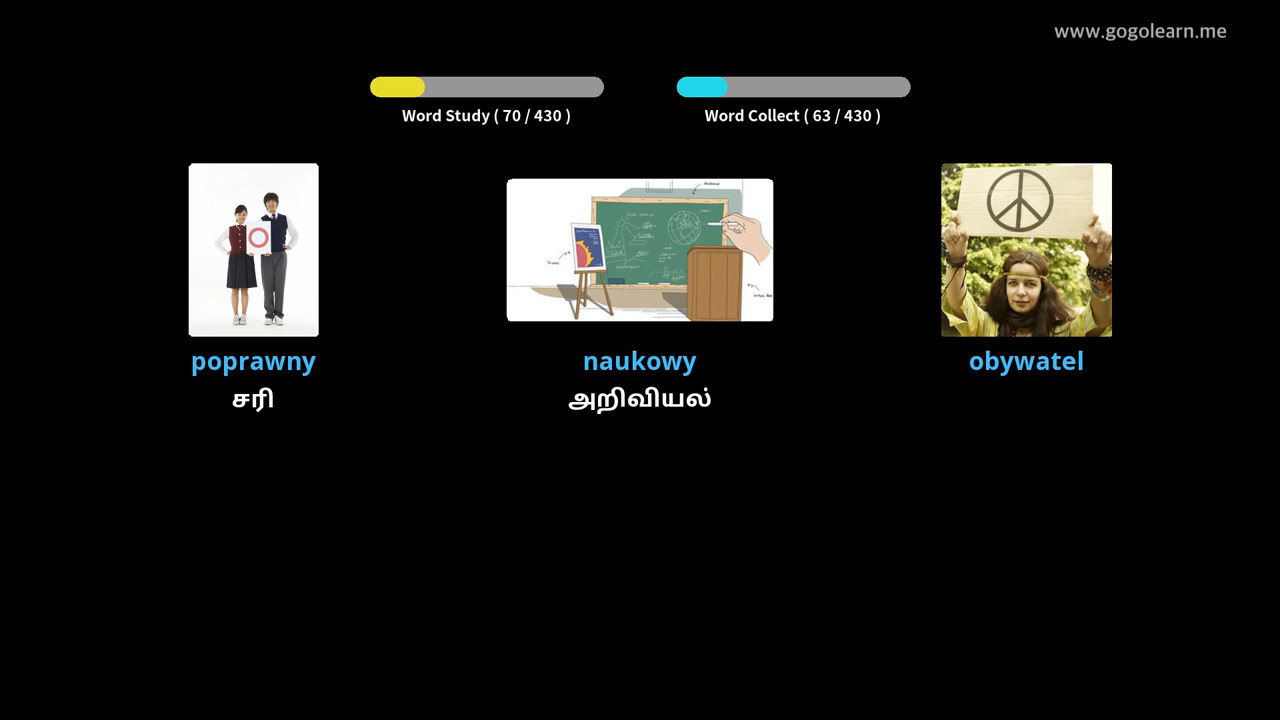 www.gogolearn.me
Word Study ( 70 / 430 )
Word Collect ( 63 / 430 )
poprawny
சரி
naukowy
அறிவியல்
obywatel